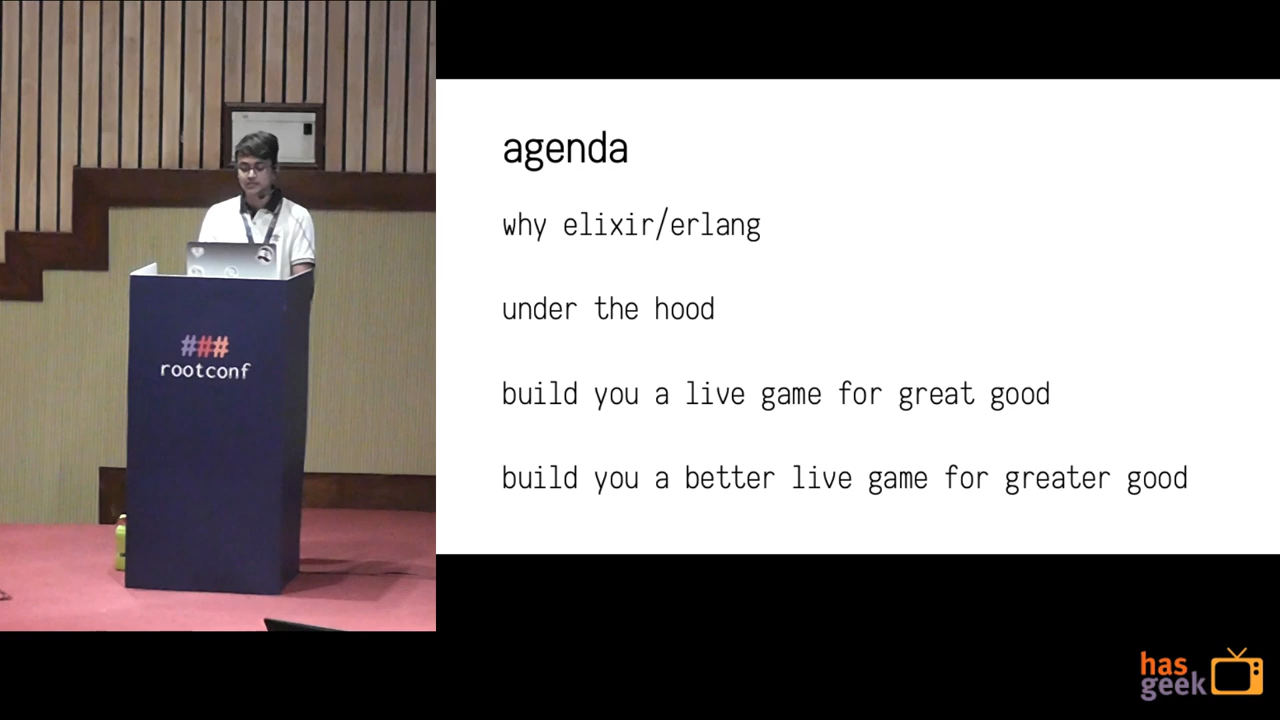 agenda
why elixir/erlang
under the hood
build you a live game for great good
build you a better live game for greater good
###
rootconf
has
geek